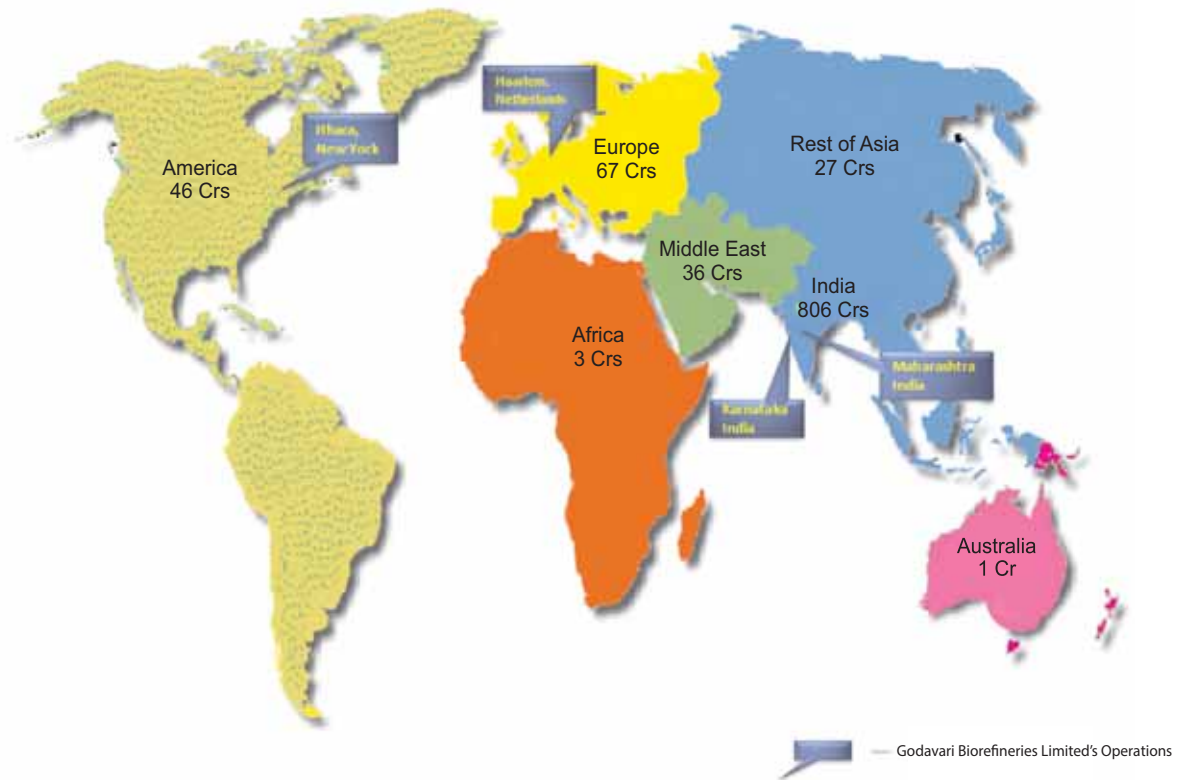 Haarlem,
Netherlands
Ithaca,
New York
America
46 Crs
Europe
67 Crs
Rest of Asia
27 Crs
Middle East
36 Crs
India
806 Crs
Africa
3 Crs
Maharashtra
India
Karnataka
India
Australia
1 Cr
Godavari Biorefineries Limited's Operations